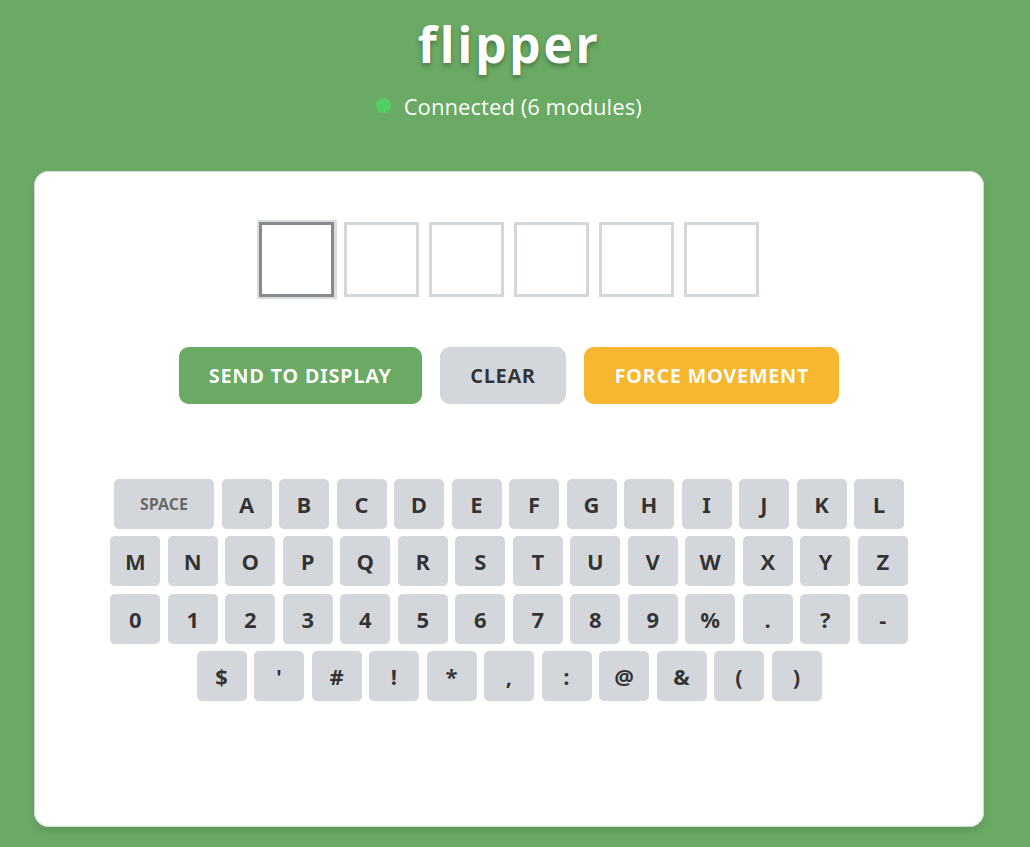 flipper
Connected (6 modules)
SEND TO DISPLAY CLEAR FORCE MOVEMENT
SPACE A B C D E F G H I J K L
M N O P Q R S T U V W X Y Z
0 1 2 3 4 5 6 7 8 9 % . ? -
$ ' # ! * , : @ & ( )